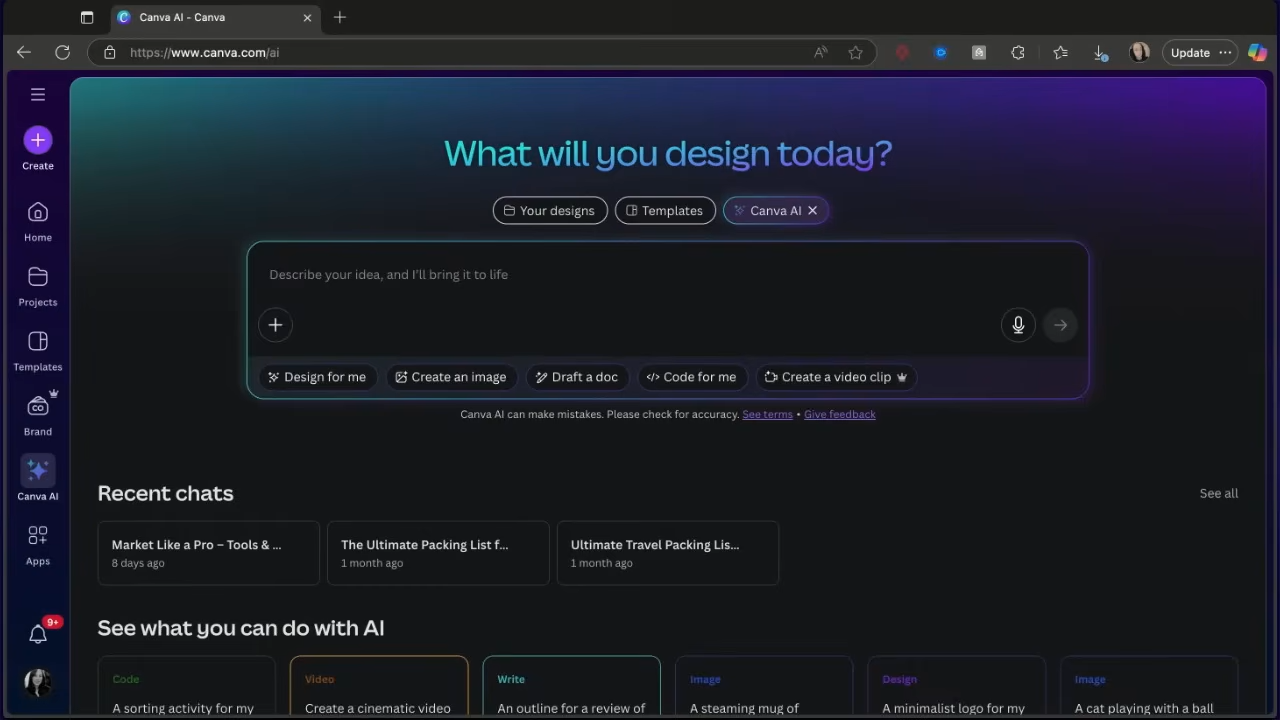 Canva AI - Canva
https://www.canva.com/ai
Update
Create
Home
Projects
Templates
Brand
Canva AI
Apps
9+
What will you design today?
Your designs
Templates
Canva AI
Describe your idea, and I'll bring it to life
Design for me
Create an image
Draft a doc
Code for me
Create a video clip
Canva AI can make mistakes. Please check for accuracy. See terms • Give feedback
Recent chats
See all
Market Like a Pro – Tools & ...
8 days ago
The Ultimate Packing List f...
1 month ago
Ultimate Travel Packing Lis...
1 month ago
See what you can do with AI
Code
A sorting activity for my
Video
Create a cinematic video
Write
An outline for a review of
Image
A steaming mug of
Design
A minimalist logo for my
Image
A cat playing with a ball